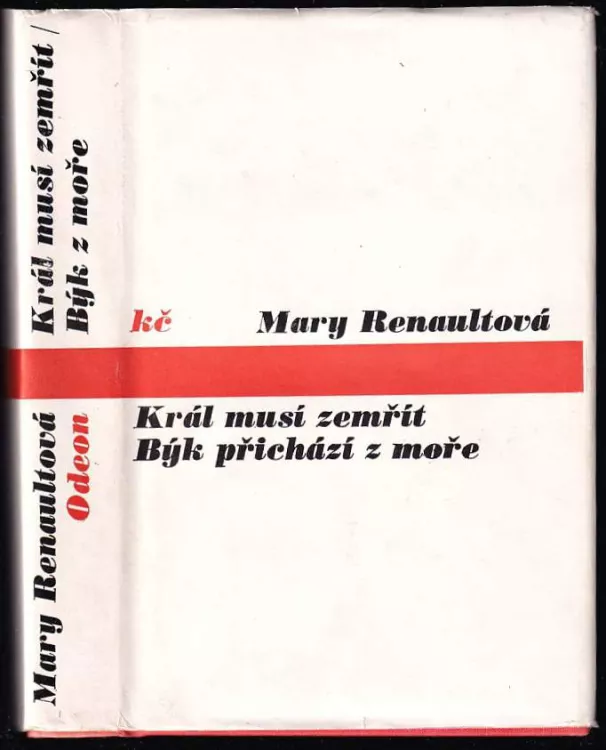 Mary Renaultová
Král musí zemřít /
Odeon
Býk z moře
kč
Mary Renaultová
Král musí zemřít
Býk přichází z moře